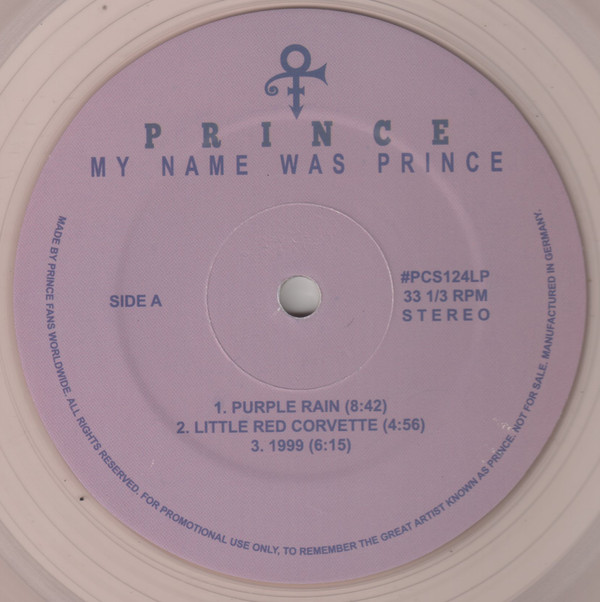 PRINCE
MY NAME WAS PRINCE
SIDE A
#PCS124LP
33 1/3 RPM
STEREO
1. PURPLE RAIN (8:42)
2. LITTLE RED CORVETTE (4:56)
3. 1999 (6:15)
MADE BY PRINCE FANS WORLDWIDE. ALL RIGHTS RESERVED. FOR PROMOTIONAL USE ONLY, TO REMEMBER THE GREAT ARTIST KNOWN AS PRINCE. NOT FOR SALE. MANUFACTURED IN GERMANY.